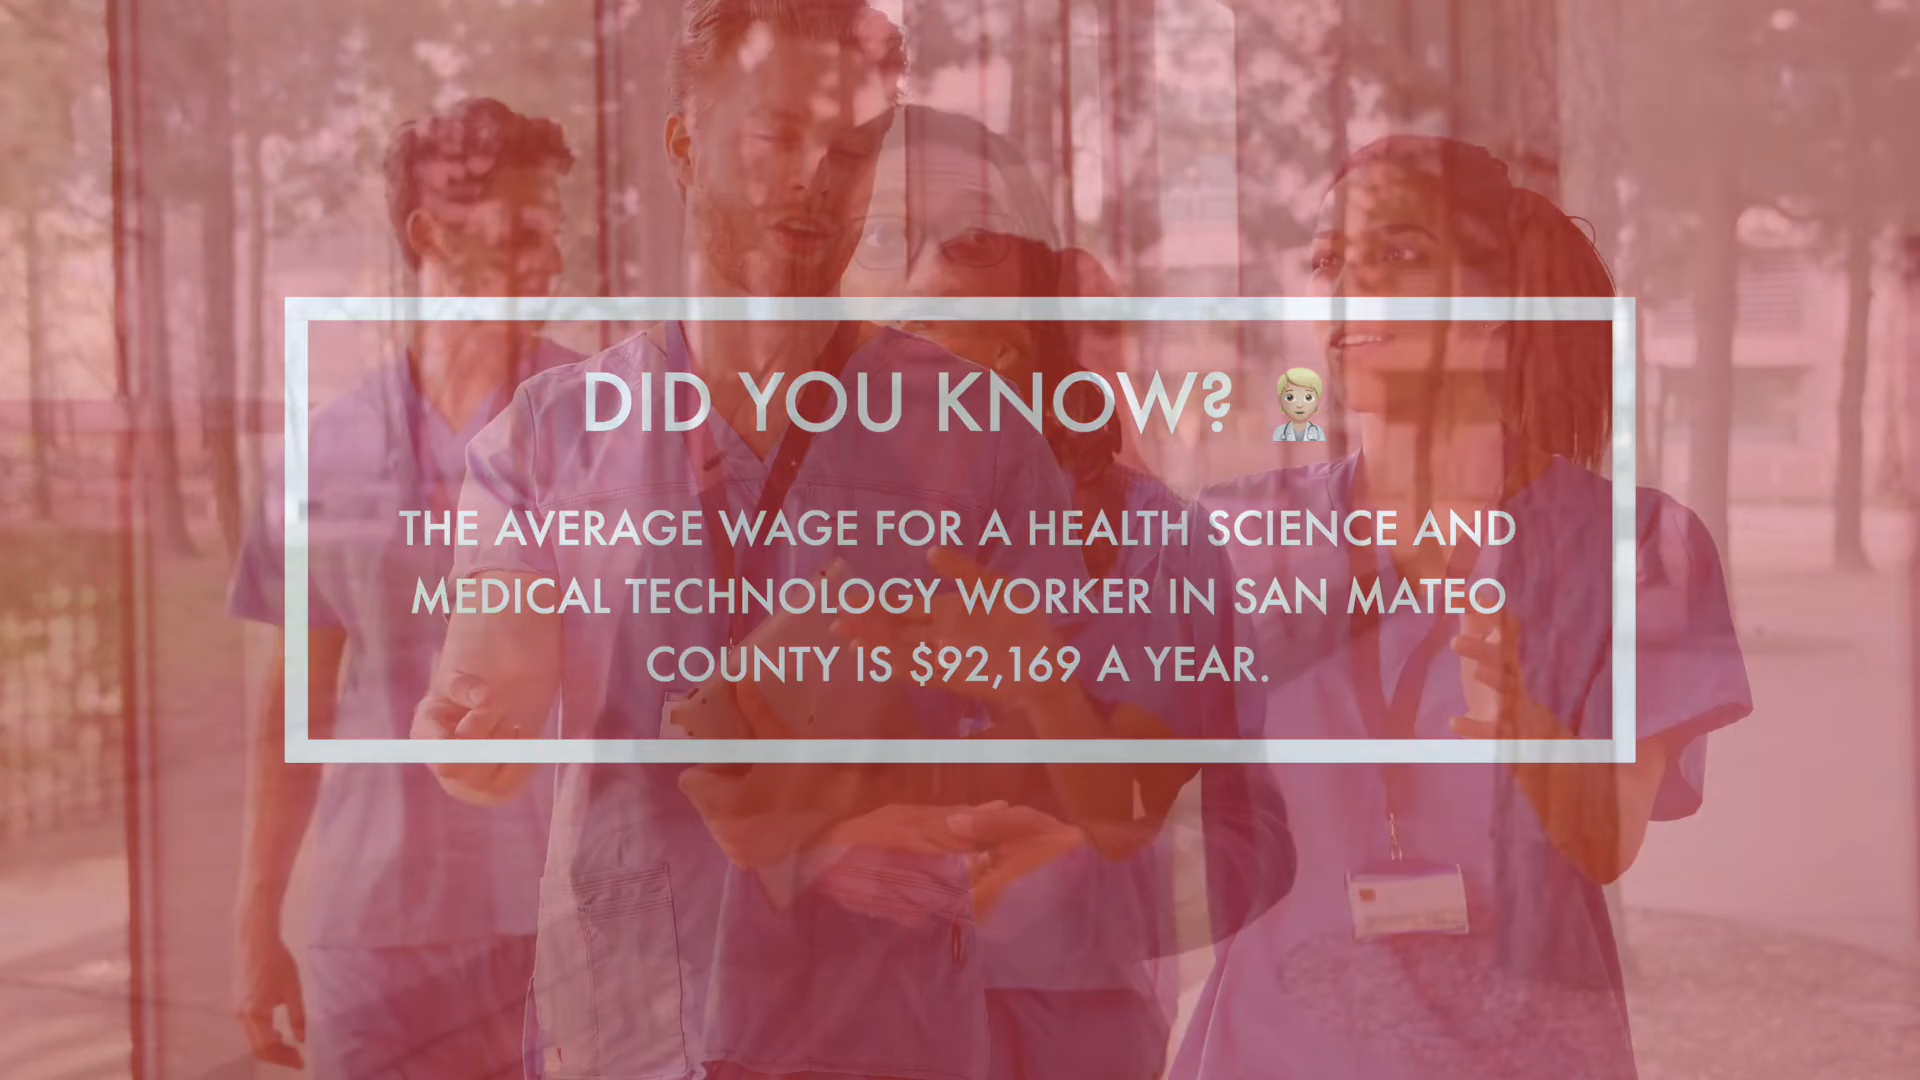 DID YOU KNOW? 🧑🏼‍⚕️
THE AVERAGE WAGE FOR A HEALTH SCIENCE AND
MEDICAL TECHNOLOGY WORKER IN SAN MATEO
COUNTY IS $92,169 A YEAR.